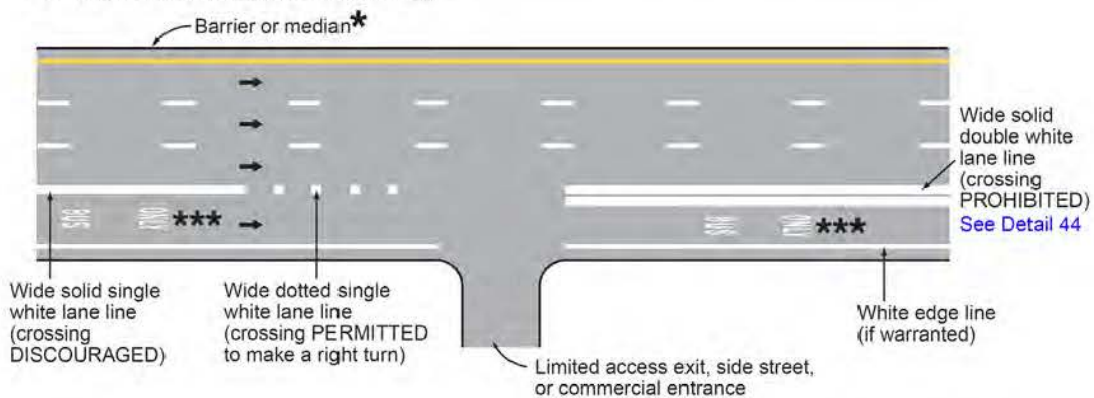 Barrier or median*
Wide solid
double white
lane line
(crossing
PROHIBITED)
See Detail 44
BUS ONLY ***
BUS ONLY ***
Wide solid single
white lane line
(crossing
DISCOURAGED)
Wide dotted single
white lane line
(crossing PERMITTED
to make a right turn)
White edge line
(if warranted)
Limited access exit, side street,
or commercial entrance